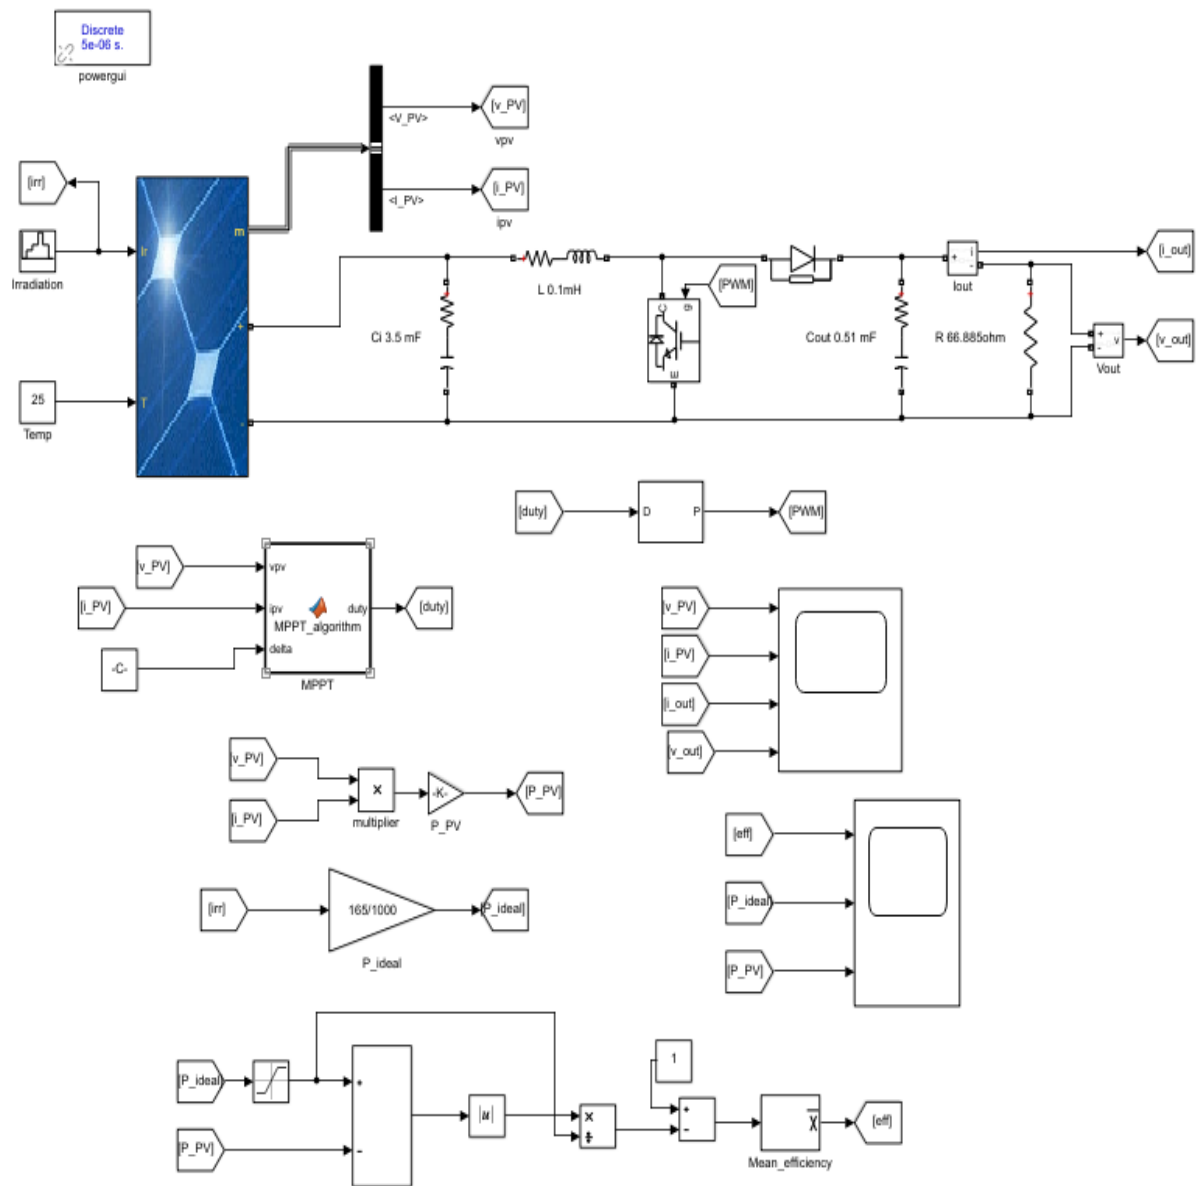 Discrete
5e-06 s.
powergui
<V_PV>
[v_PV]
vpv
[irr]
<I_PV>
[i_PV]
ipv
Irradiation
Ir
m
+
T
-
25
Temp
Ci 3.5 mF
L 0.1mH
[PWM]
g
C
E
Cout 0.51 mF
+
i
-
Iout
[i_out]
R 66.885ohm
+
-
v
Vout
[v_out]
[duty]
D
P
[PWM]
[v_PV]
[i_PV]
-C-
vpv
ipv
delta
duty
MPPT_algorithm
MPPT
[duty]
[v_PV]
[i_PV]
[i_out]
[v_out]
[v_PV]
[i_PV]
×
multiplier
-K-
P_PV
[P_PV]
[irr]
165/1000
P_ideal
[P_ideal]
[eff]
[P_ideal]
[P_PV]
[P_ideal]
[P_PV]
+
-
|u|
×
÷
1
+
-
x
Mean_efficiency
[eff]